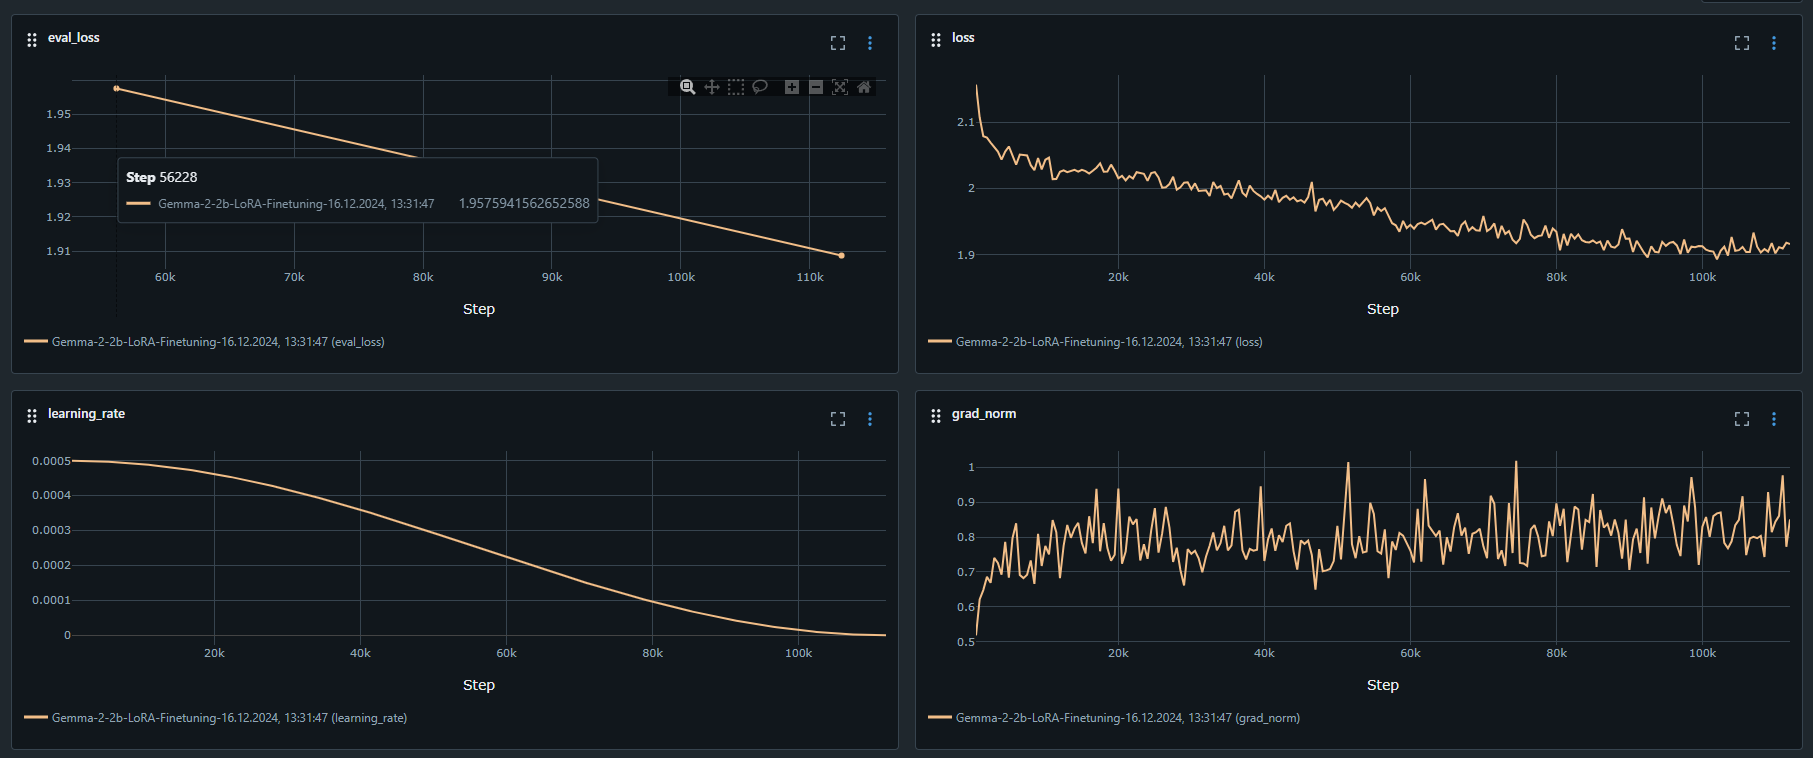 eval_loss
1.95
1.94
1.93
1.92
1.91
60k 70k 80k 90k 100k 110k
Step
Step 56228
Gemma-2-2b-LoRA-Finetuning-16.12.2024, 13:31:47 1.9575941562652588
Gemma-2-2b-LoRA-Finetuning-16.12.2024, 13:31:47 (eval_loss)
loss
2.1
2
1.9
20k 40k 60k 80k 100k
Step
Gemma-2-2b-LoRA-Finetuning-16.12.2024, 13:31:47 (loss)
learning_rate
0.0005
0.0004
0.0003
0.0002
0.0001
0
20k 40k 60k 80k 100k
Step
Gemma-2-2b-LoRA-Finetuning-16.12.2024, 13:31:47 (learning_rate)
grad_norm
1
0.9
0.8
0.7
0.6
0.5
20k 40k 60k 80k 100k
Step
Gemma-2-2b-LoRA-Finetuning-16.12.2024, 13:31:47 (grad_norm)